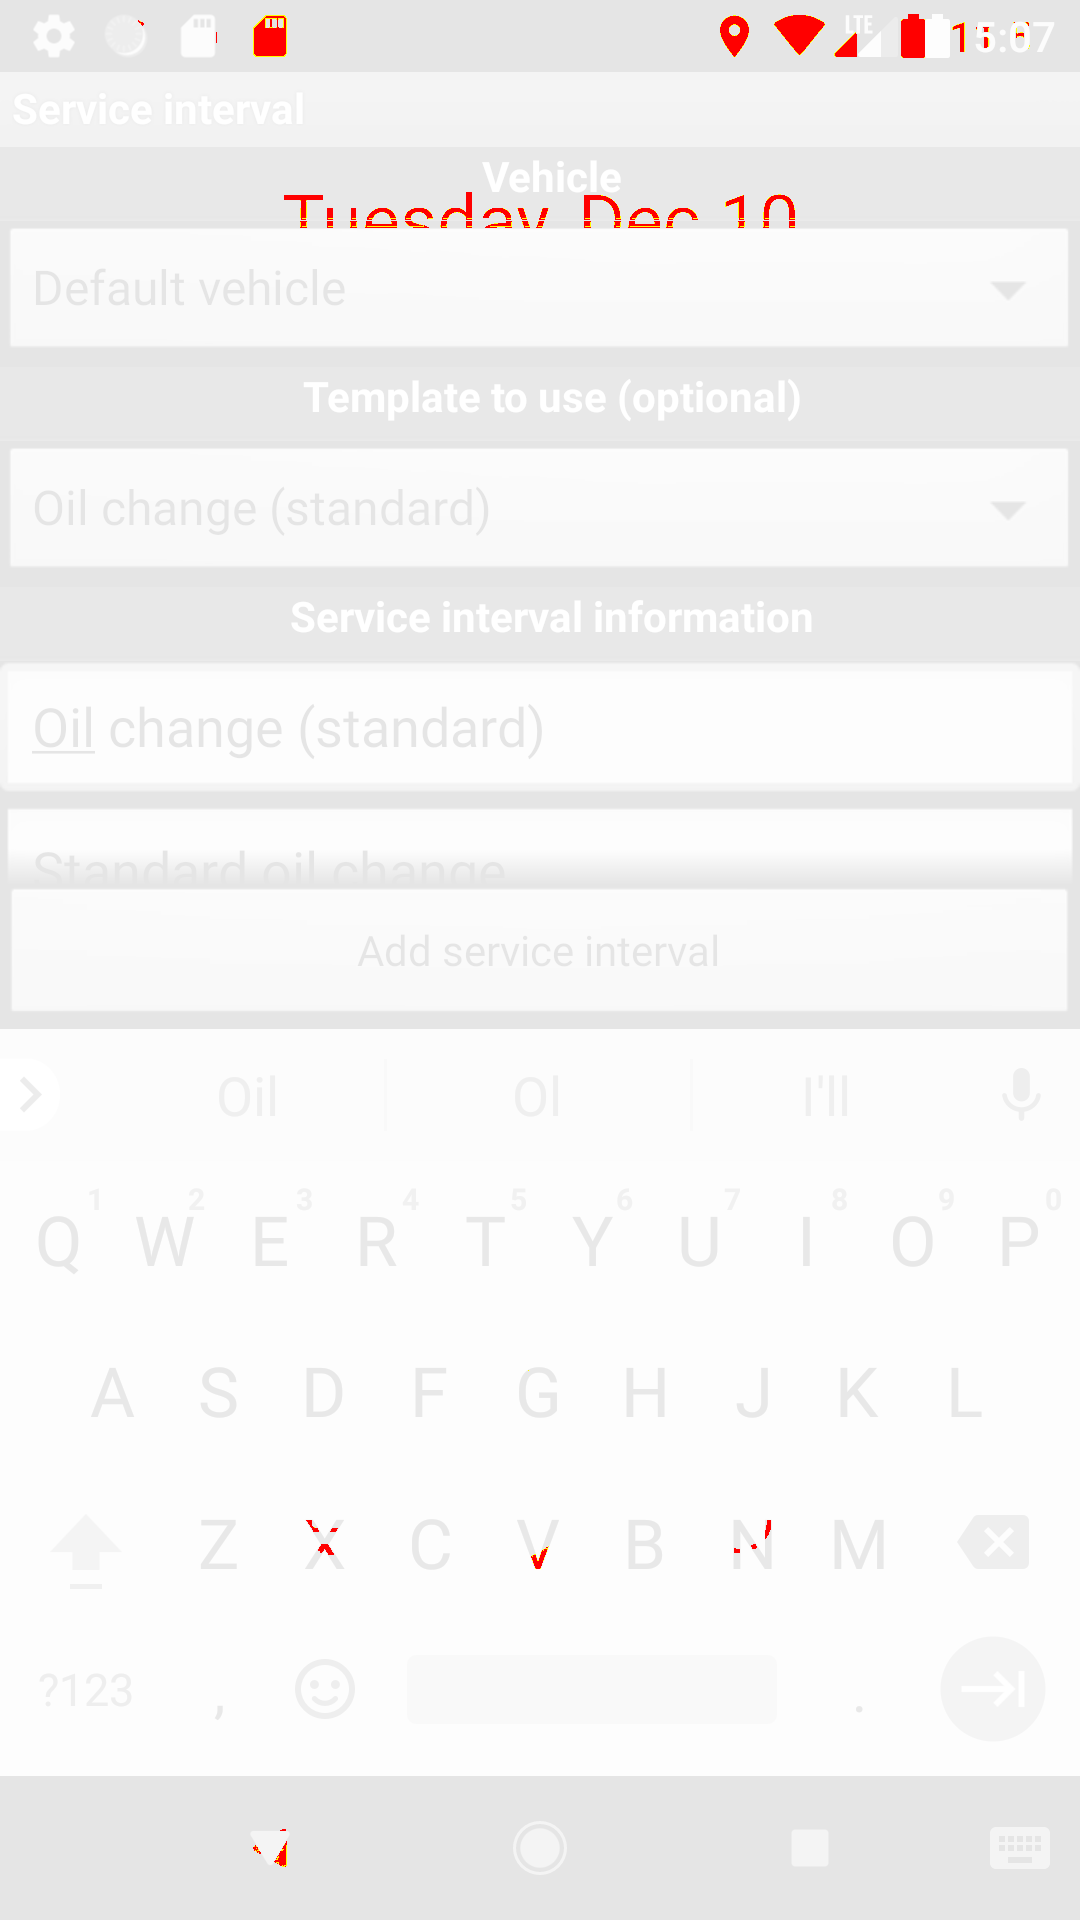 LTE 5:07
Service interval
Vehicle
Tuesday, Dec 10
Default vehicle
Template to use (optional)
Oil change (standard)
Service interval information
Oil change (standard)
Standard oil change
Add service interval
Oil Ol I'll
1 2 3 4 5 6 7 8 9 0
Q W E R T Y U I O P
A S D F G H J K L
Z X C V B N M
?123 , .